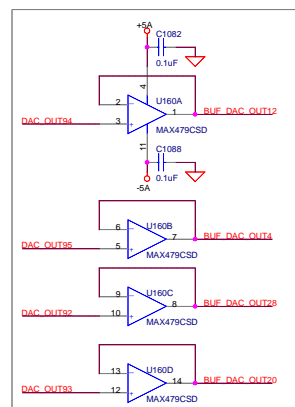 +5A
C1082
0.1uF
4
U160A
2
1
BUF_DAC_OUT12
DAC_OUT94
3
MAX479CSD
11
C1088
0.1uF
-5A
U160B
6
7
BUF_DAC_OUT4
DAC_OUT95
5
MAX479CSD
U160C
9
8
BUF_DAC_OUT28
DAC_OUT92
10
MAX479CSD
U160D
13
14
BUF_DAC_OUT20
DAC_OUT93
12
MAX479CSD